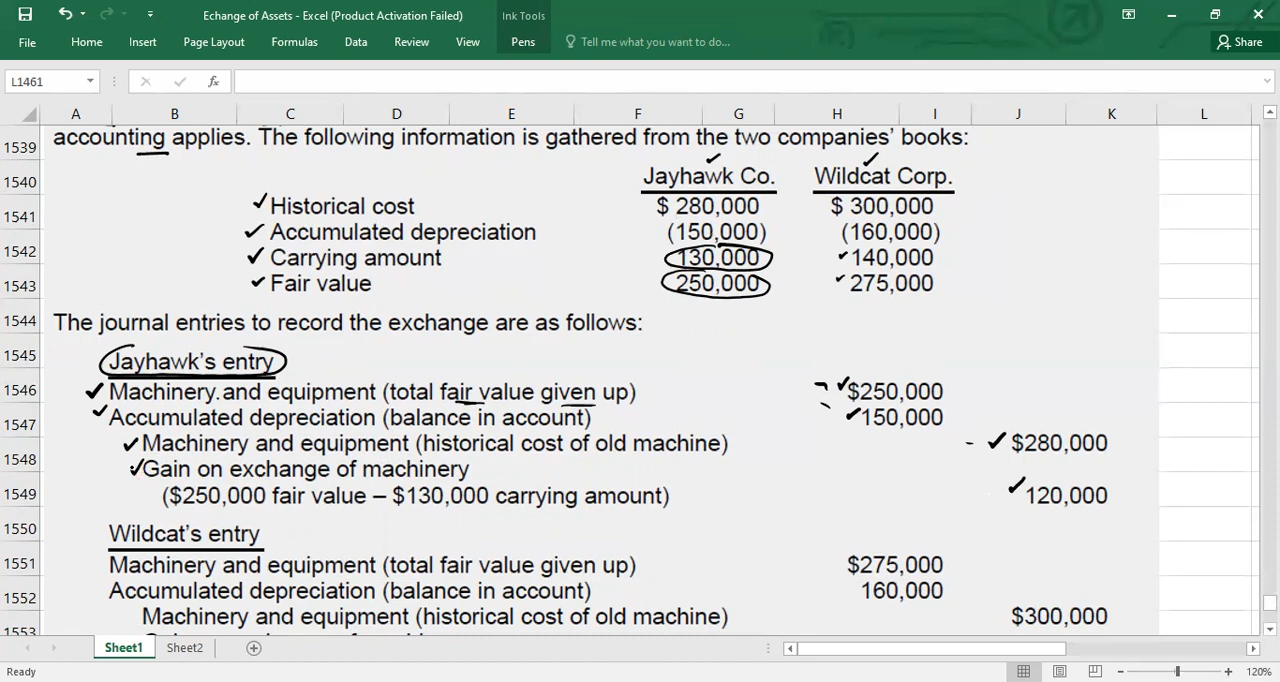 Echange of Assets - Excel (Product Activation Failed)
Ink Tools
File Home Insert Page Layout Formulas Data Review View Pens Tell me what you want to do... Share
L1461 fx
A B C D E F G H I J K L
1539 accounting applies. The following information is gathered from the two companies’ books:
1540 Jayhawk Co. Wildcat Corp.
1541 Historical cost $ 280,000 $ 300,000
Accumulated depreciation (150,000) (160,000)
1542 Carrying amount 130,000 140,000
1543 Fair value 250,000 275,000
1544 The journal entries to record the exchange are as follows:
1545 Jayhawk’s entry
1546 Machinery and equipment (total fair value given up) $250,000
1547 Accumulated depreciation (balance in account) 150,000
1548 Machinery and equipment (historical cost of old machine) $280,000
Gain on exchange of machinery
1549 ($250,000 fair value – $130,000 carrying amount) 120,000
1550 Wildcat’s entry
1551 Machinery and equipment (total fair value given up) $275,000
1552 Accumulated depreciation (balance in account) 160,000
1553 Machinery and equipment (historical cost of old machine) $300,000
Sheet1 Sheet2
Ready 120%